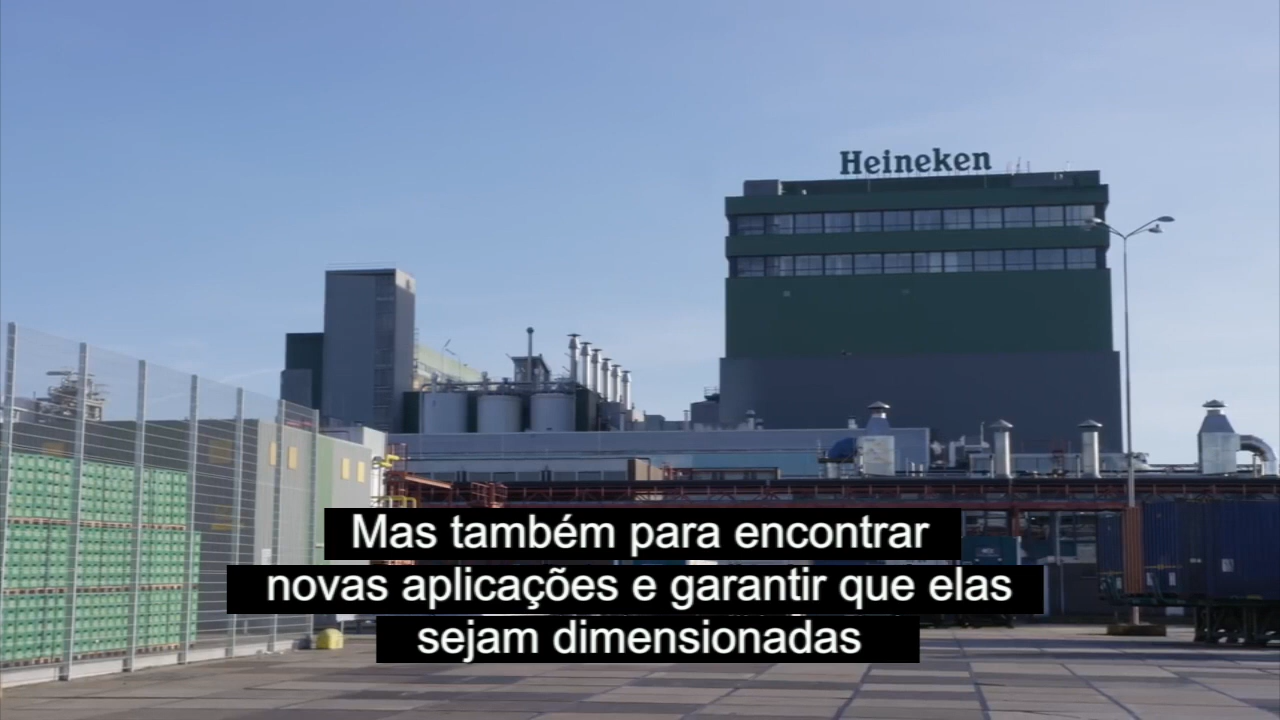 Heineken
Mas também para encontrar
novas aplicações e garantir que elas
sejam dimensionadas